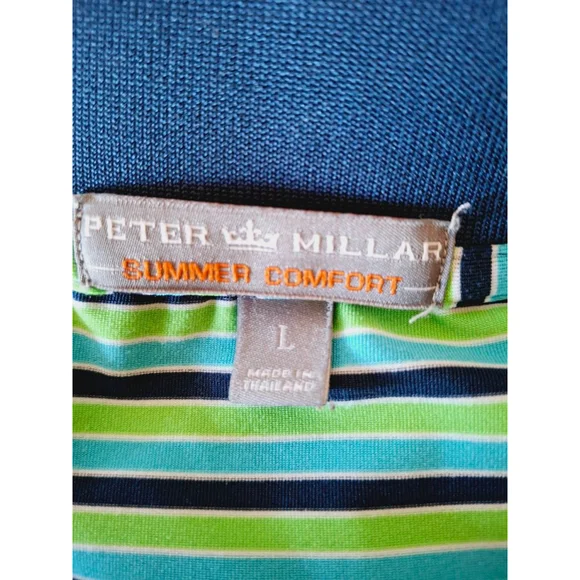 PETER MILLAR
SUMMER COMFORT
L
MADE IN
THAILAND